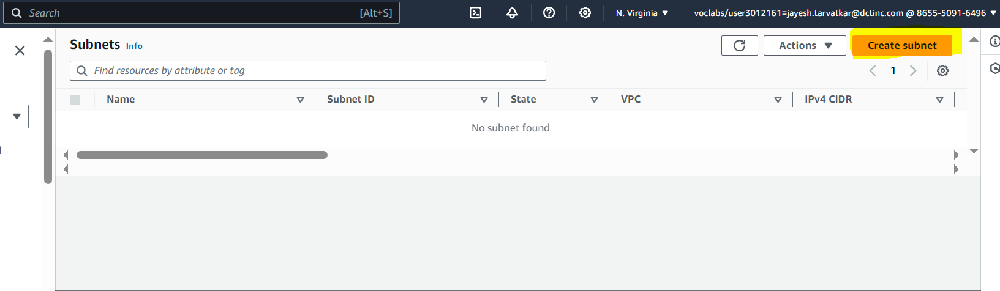 Search [Alt+S] N. Virginia voclabs/user3012161=jayesh.tarvatkar@dctinc.com @ 8655-5091-6496
Subnets Info Actions Create subnet
Find resources by attribute or tag 1
Name Subnet ID State VPC IPv4 CIDR
No subnet found